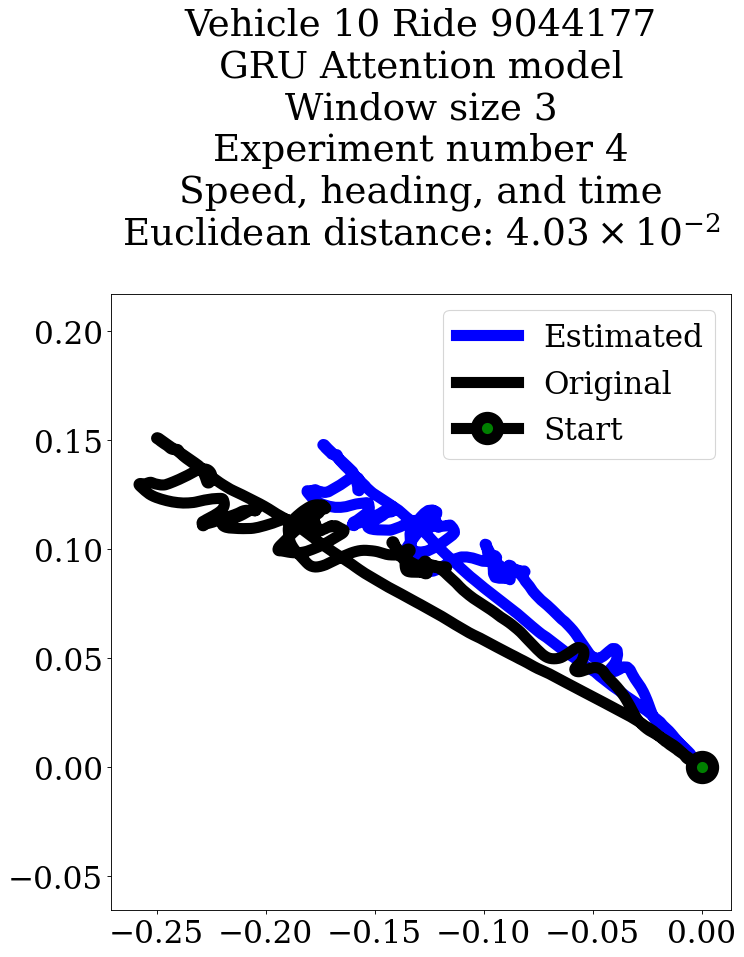 Vehicle 10 Ride 9044177
GRU Attention model
Window size 3
Experiment number 4
Speed, heading, and time
Euclidean distance: 4.03 × 10⁻²
Estimated
Original
Start
0.20
0.15
0.10
0.05
0.00
−0.05
−0.25 −0.20 −0.15 −0.10 −0.05 0.00